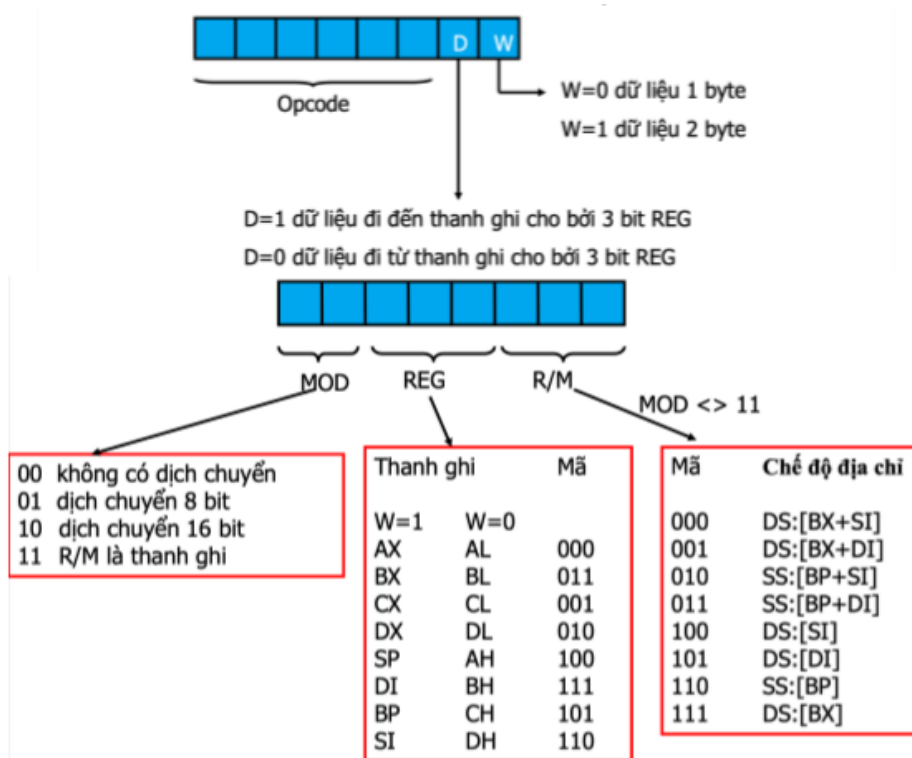 D W
Opcode
W=0 dữ liệu 1 byte
W=1 dữ liệu 2 byte
D=1 dữ liệu đi đến thanh ghi cho bởi 3 bit REG
D=0 dữ liệu đi từ thanh ghi cho bởi 3 bit REG
MOD REG R/M
MOD <> 11
00 không có dịch chuyển
01 dịch chuyển 8 bit
10 dịch chuyển 16 bit
11 R/M là thanh ghi
Thanh ghi Mã
W=1 W=0
AX AL 000
BX BL 011
CX CL 001
DX DL 010
SP AH 100
DI BH 111
BP CH 101
SI DH 110
Mã Chế độ địa chỉ
000 DS:[BX+SI]
001 DS:[BX+DI]
010 SS:[BP+SI]
011 SS:[BP+DI]
100 DS:[SI]
101 DS:[DI]
110 SS:[BP]
111 DS:[BX]